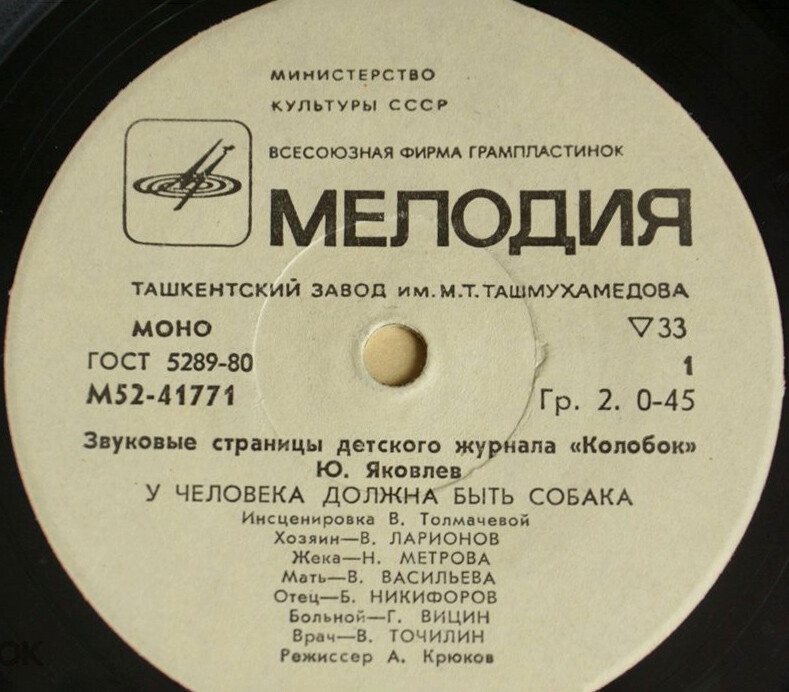 МИНИСТЕРСТВО
КУЛЬТУРЫ СССР
ВСЕСОЮЗНАЯ ФИРМА ГРАМПЛАСТИНОК
МЕЛОДИЯ
ТАШКЕНТСКИЙ ЗАВОД им. М.Т. ТАШМУХАМЕДОВА
МОНО ▽33
ГОСТ 5289-80 1
М52-41771 Гр. 2. 0-45
Звуковые страницы детского журнала «Колобок»
Ю. Яковлев
У ЧЕЛОВЕКА ДОЛЖНА БЫТЬ СОБАКА
Инсценировка В. Толмачевой
Хозяин—В. ЛАРИОНОВ
Жека—Н. МЕТРОВА
Мать—В. ВАСИЛЬЕВА
Отец—Б. НИКИФОРОВ
Больной—Г. ВИЦИН
Врач—В. ТОЧИЛИН
Режиссер А. Крюков